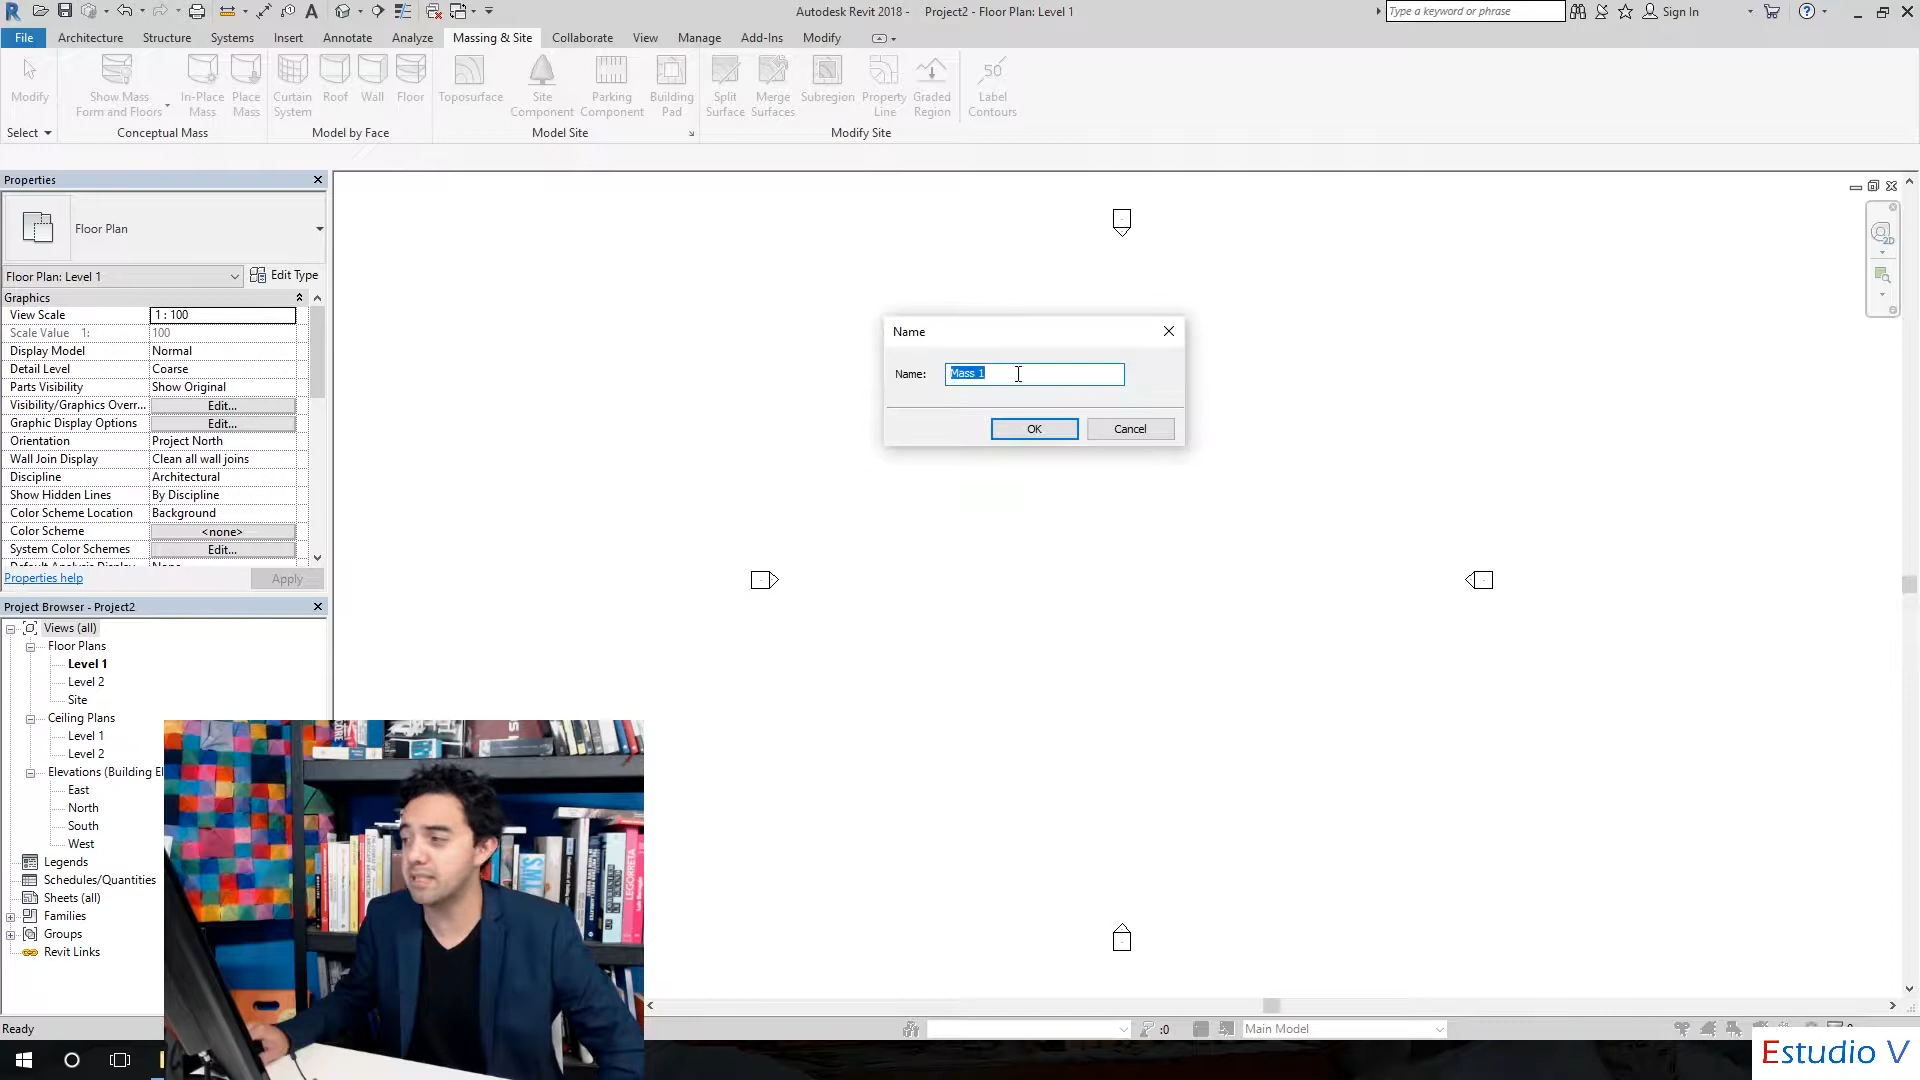 Autodesk Revit 2018 - Project2 - Floor Plan: Level 1
Type a keyword or phrase
Sign In
File Architecture Structure Systems Insert Annotate Analyze Massing & Site Collaborate View Manage Add-Ins Modify
Modify
Show Mass Form and Floors
In-Place Mass
Place Mass
Curtain System
Roof
Wall
Floor
Toposurface
Site Component
Parking Component
Building Pad
Split Surface
Merge Surfaces
Subregion
Property Line
Graded Region
50
Label Contours
Select
Conceptual Mass
Model by Face
Model Site
Modify Site
Properties
Floor Plan
Floor Plan: Level 1
Edit Type
Graphics
View Scale 1 : 100
Scale Value 1: 100
Display Model Normal
Detail Level Coarse
Parts Visibility Show Original
Visibility/Graphics Overr... Edit...
Graphic Display Options Edit...
Orientation Project North
Wall Join Display Clean all wall joins
Discipline Architectural
Show Hidden Lines By Discipline
Color Scheme Location Background
Color Scheme <none>
System Color Schemes Edit...
Properties help
Apply
Project Browser - Project2
Views (all)
Floor Plans
Level 1
Level 2
Site
Ceiling Plans
Level 1
Level 2
Elevations (Building El
East
North
South
West
Legends
Schedules/Quantities
Sheets (all)
Families
Groups
Revit Links
Name
Name: Mass 1
OK
Cancel
2D
LEGORRETA
Ready
:0
Main Model
Estudio V